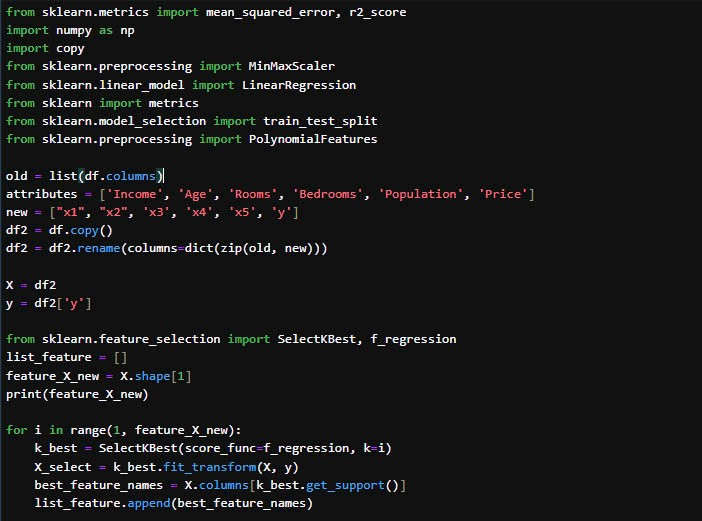 from sklearn.metrics import mean_squared_error, r2_score
import numpy as np
import copy
from sklearn.preprocessing import MinMaxScaler
from sklearn.linear_model import LinearRegression
from sklearn import metrics
from sklearn.model_selection import train_test_split
from sklearn.preprocessing import PolynomialFeatures

old = list(df.columns)
attributes = ['Income', 'Age', 'Rooms', 'Bedrooms', 'Population', 'Price']
new = ["x1", "x2", 'x3', 'x4', 'x5', 'y']
df2 = df.copy()
df2 = df2.rename(columns=dict(zip(old, new)))

X = df2
y = df2['y']

from sklearn.feature_selection import SelectKBest, f_regression
list_feature = []
feature_X_new = X.shape[1]
print(feature_X_new)

for i in range(1, feature_X_new):
    k_best = SelectKBest(score_func=f_regression, k=i)
    X_select = k_best.fit_transform(X, y)
    best_feature_names = X.columns[k_best.get_support()]
    list_feature.append(best_feature_names)